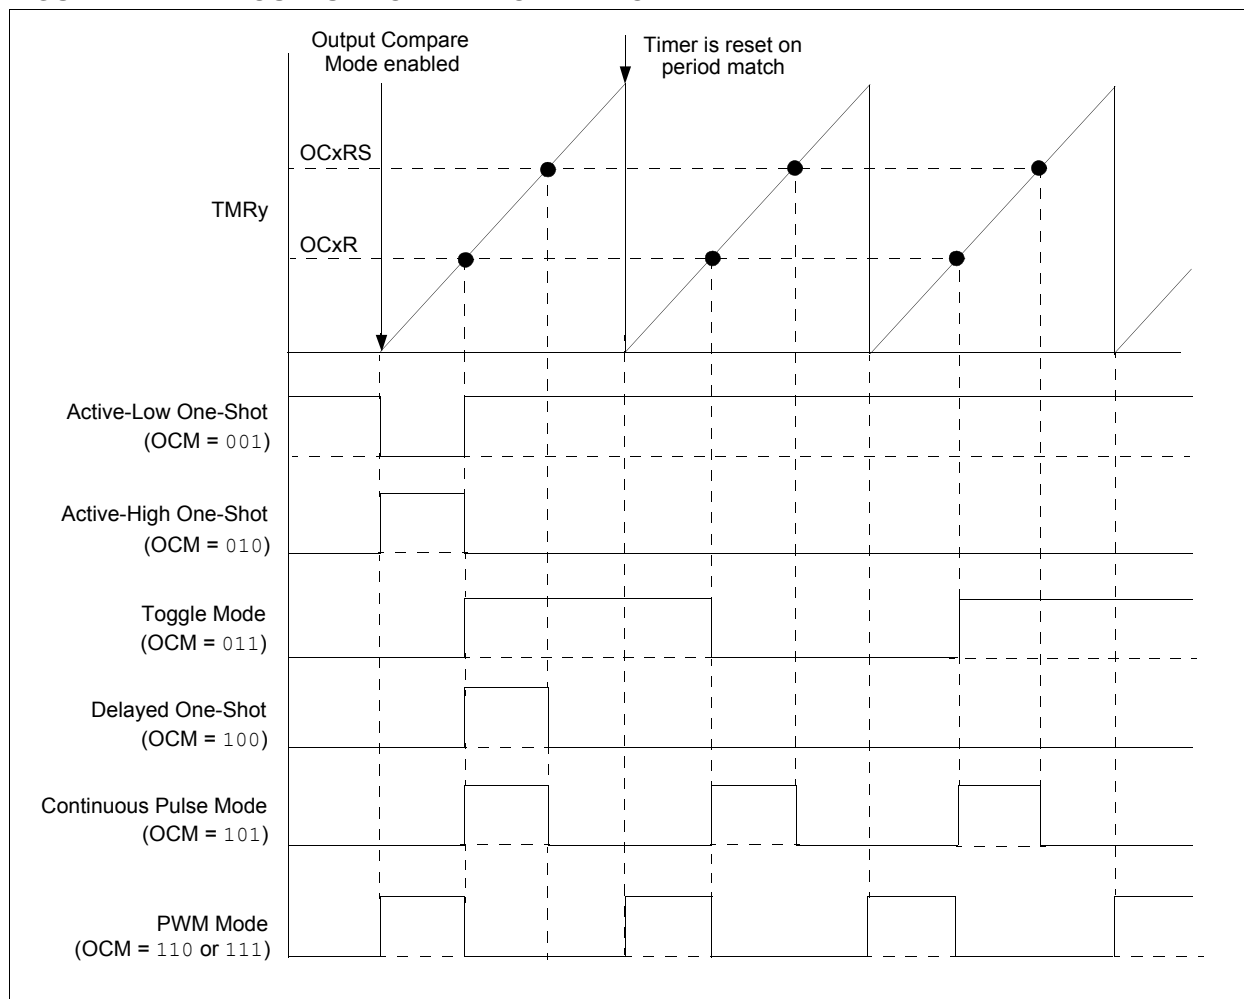 Output Compare
Mode enabled
Timer is reset on
period match
OCxRS
TMRy
OCxR
Active-Low One-Shot
(OCM = 001)
Active-High One-Shot
(OCM = 010)
Toggle Mode
(OCM = 011)
Delayed One-Shot
(OCM = 100)
Continuous Pulse Mode
(OCM = 101)
PWM Mode
(OCM = 110 or 111)